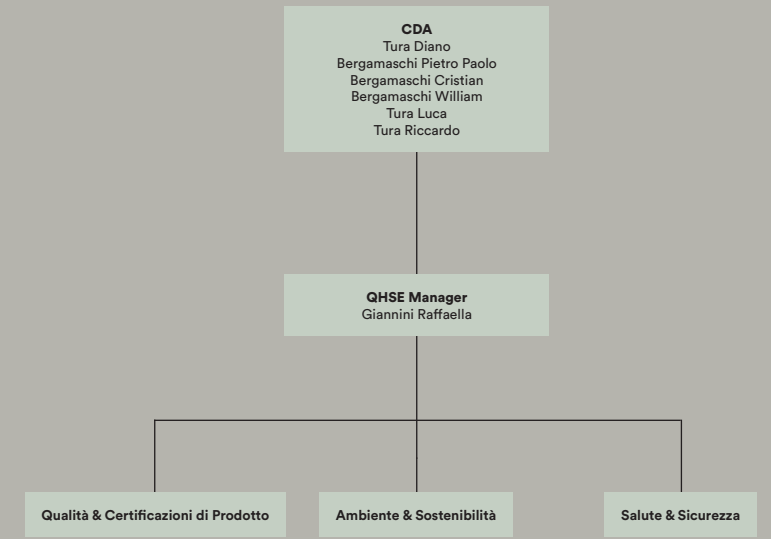 CDA
Tura Diano
Bergamaschi Pietro Paolo
Bergamaschi Cristian
Bergamaschi William
Tura Luca
Tura Riccardo
QHSE Manager
Giannini Raffaella
Qualità & Certificazioni di Prodotto
Ambiente & Sostenibilità
Salute & Sicurezza